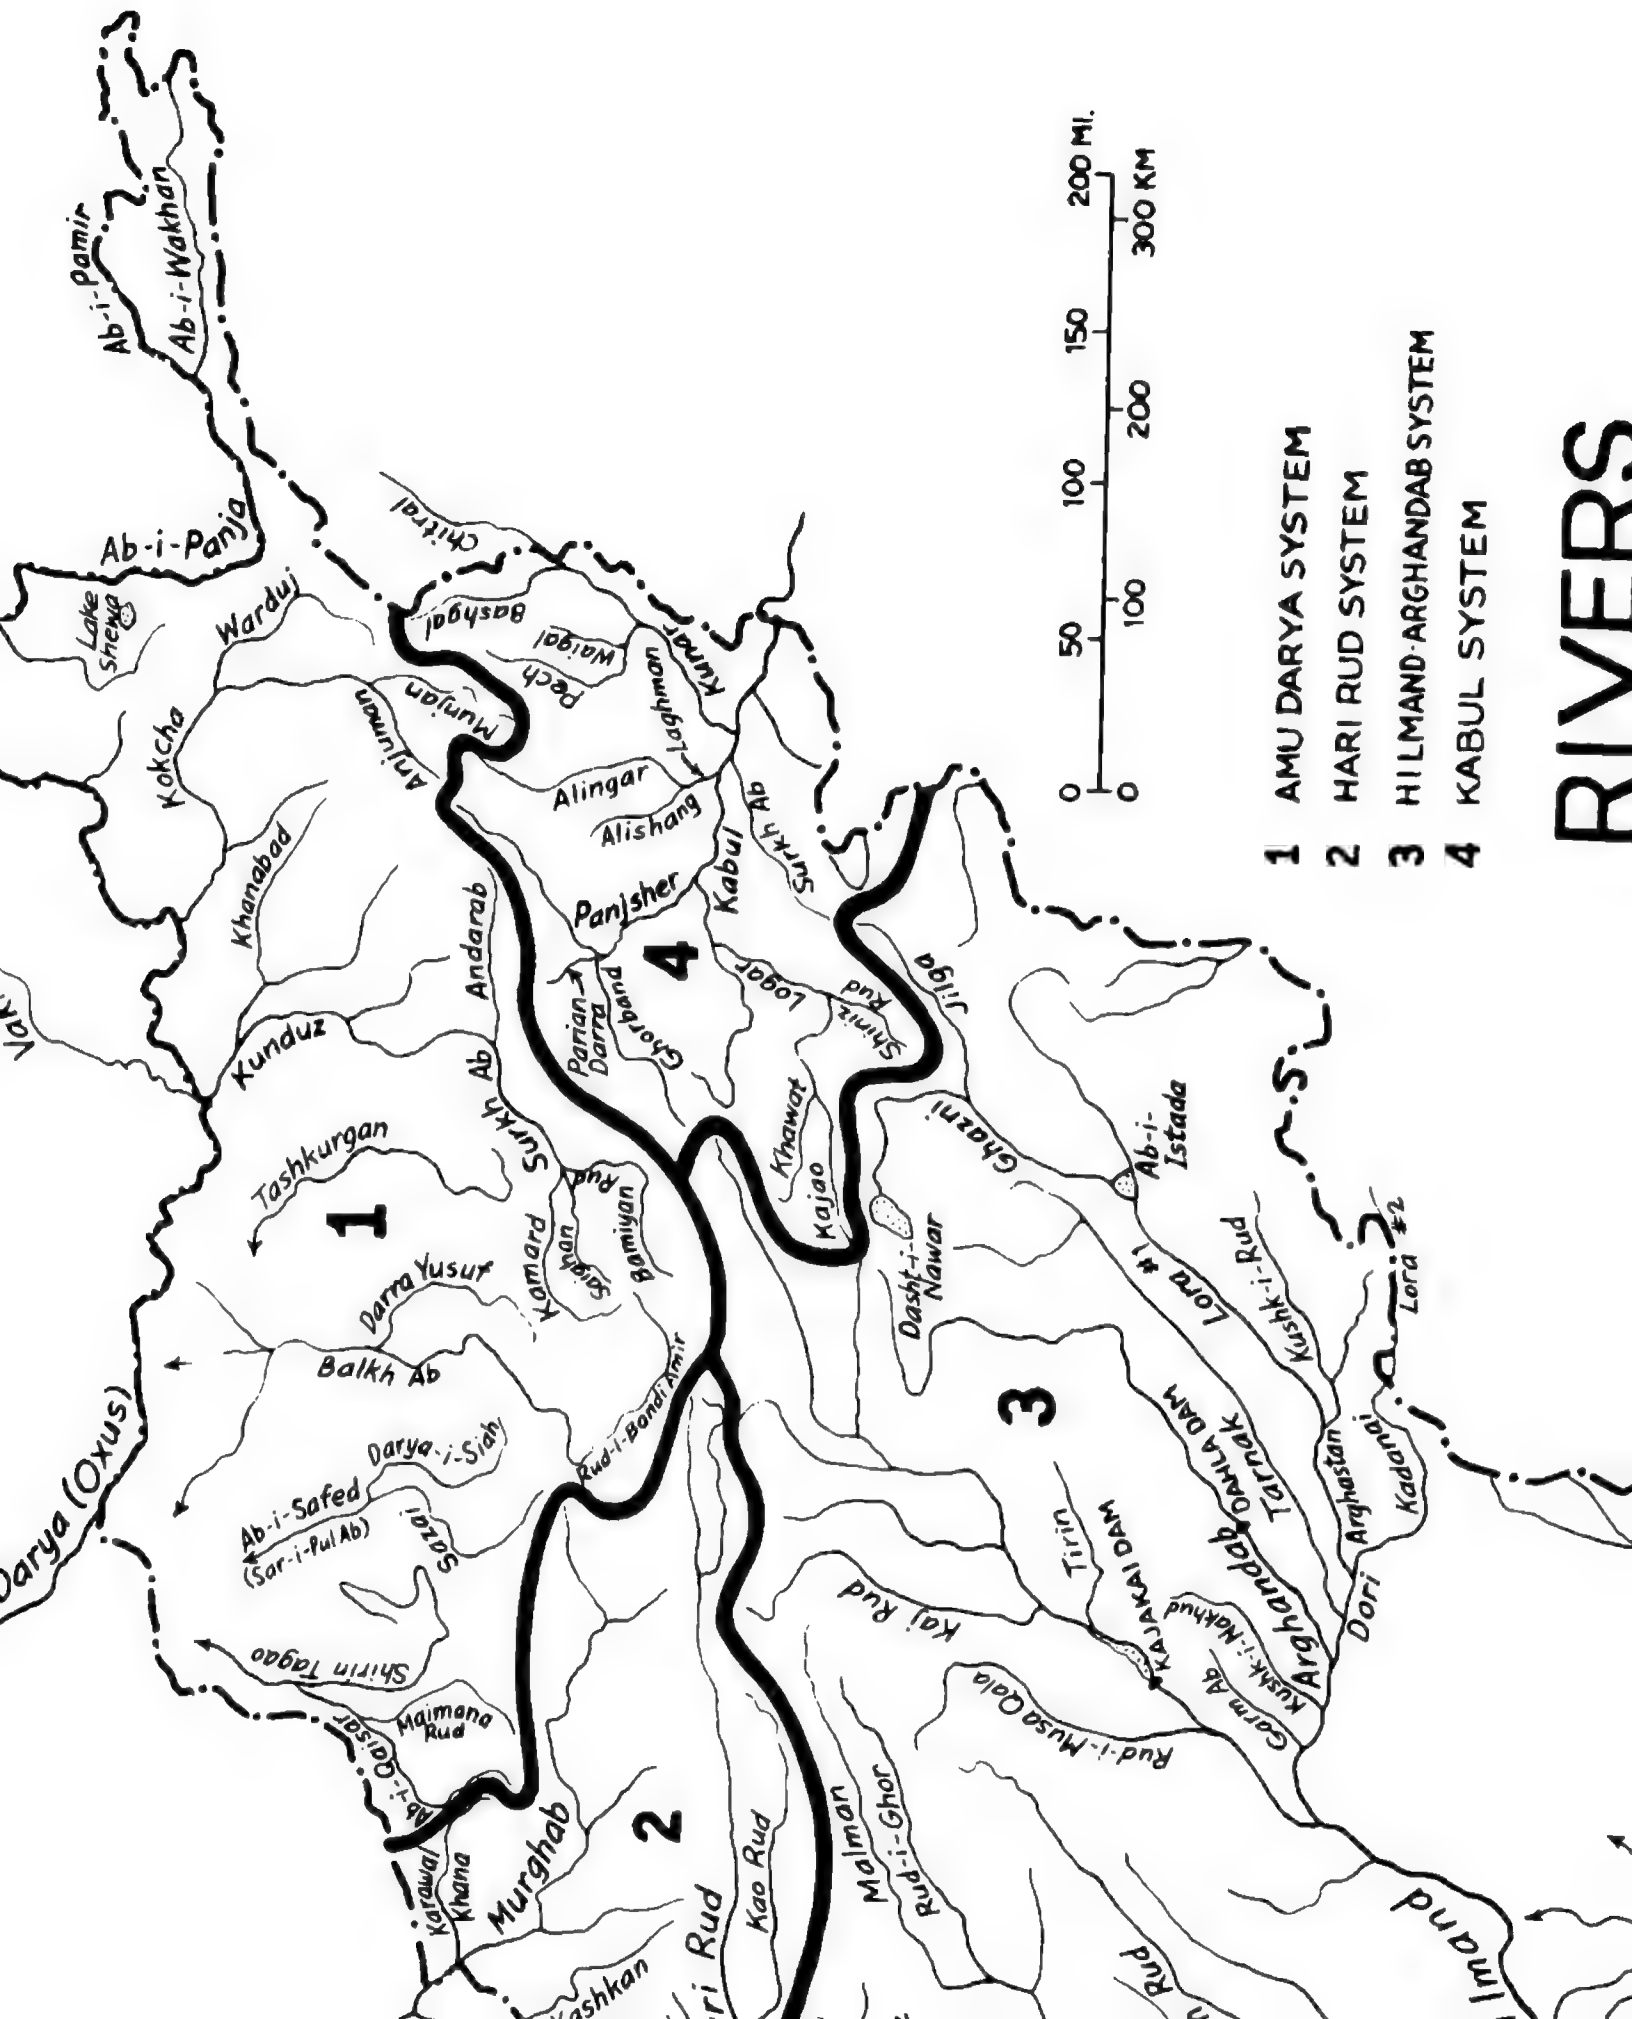 Ab-i-Pamir
Ab-i-Wakhan
Ab-i-Panja
Lake
Shewa
Warduj
Chitral
Bashgal
Waigal
Pech
Kunar
Laghman
Munjan
Anjuman
Kokcha
Khanabad
Alingar
Alishang
Kabul
Surkh Ab
Panjsher
4
Andarab
Parian
Darra
Ghorband
Logar
Shiniz
Rud
Jilga
Kunduz
Surkh Ab
Tashkurgan
1
Khawat
Kajao
Ghazni
Ab-i-
Istada
Kamard
Saighan
Bamiyan
Rud
Darra Yusuf
Balkh Ab
Dasht-i-
Nawar
Lora #1
Kushk-i-Rud
Lora #2
Darya (Oxus)
Ab-i-Safed
(Sar-i-Pul Ab)
Darya-i-Siah
Sazai
Rud-i-Bandi Amir
3
Tirin
KAJAKAI DAM
DAHLA DAM
Tarnak
Arghandab
Arghastan
Kadanai
Dori
Shirin Tagao
Kaj Rud
Kushk-i-Nakhud
Garm Ab
Rud-i-Musa Qala
Maimana
Rud
Ab-i-Qaisar
Ab
Karawal
Khana
Murghab
2
Kao Rud
Malman
Rud-i-Ghor
Rud
Rud
200 MI.
150
100
50
0
300 KM
200
100
0
1 AMU DARYA SYSTEM
2 HARI RUD SYSTEM
3 HILMAND-ARGHANDAB SYSTEM
4 KABUL SYSTEM
RIVERS